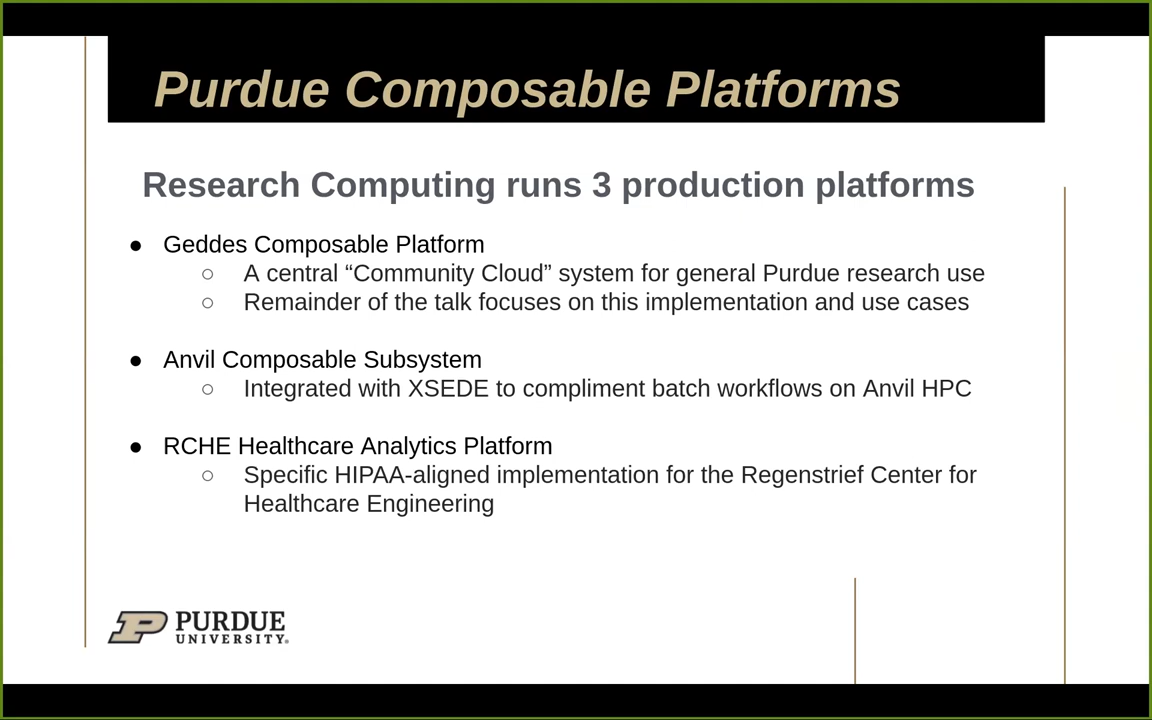 Purdue Composable Platforms
Research Computing runs 3 production platforms
● Geddes Composable Platform
○ A central “Community Cloud” system for general Purdue research use
○ Remainder of the talk focuses on this implementation and use cases
● Anvil Composable Subsystem
○ Integrated with XSEDE to compliment batch workflows on Anvil HPC
● RCHE Healthcare Analytics Platform
○ Specific HIPAA-aligned implementation for the Regenstrief Center for
Healthcare Engineering
P PURDUE
UNIVERSITY®